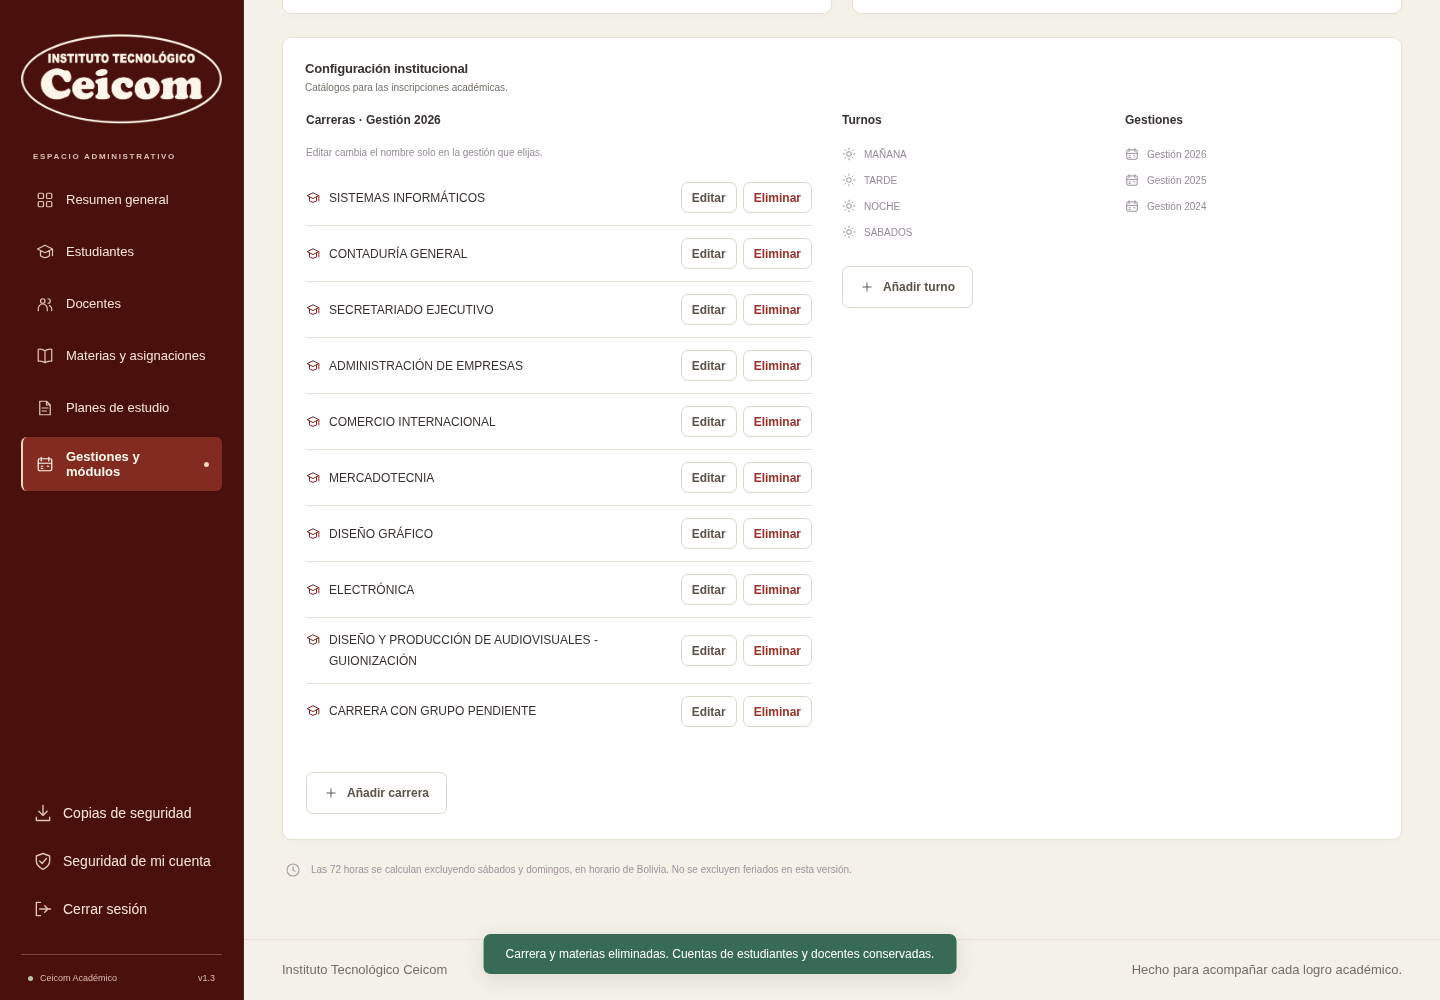 INSTITUTO TECNOLÓGICO
Ceicom
ESPACIO ADMINISTRATIVO
Resumen general
Estudiantes
Docentes
Materias y asignaciones
Planes de estudio
Gestiones y
módulos
Copias de seguridad
Seguridad de mi cuenta
Cerrar sesión
Ceicom Académico
v1.3
Configuración institucional
Catálogos para las inscripciones académicas.
Carreras · Gestión 2026
Editar cambia el nombre solo en la gestión que elijas.
SISTEMAS INFORMÁTICOS Editar Eliminar
CONTADURÍA GENERAL Editar Eliminar
SECRETARIADO EJECUTIVO Editar Eliminar
ADMINISTRACIÓN DE EMPRESAS Editar Eliminar
COMERCIO INTERNACIONAL Editar Eliminar
MERCADOTECNIA Editar Eliminar
DISEÑO GRÁFICO Editar Eliminar
ELECTRÓNICA Editar Eliminar
DISEÑO Y PRODUCCIÓN DE AUDIOVISUALES -
GUIONIZACIÓN Editar Eliminar
CARRERA CON GRUPO PENDIENTE Editar Eliminar
Añadir carrera
Turnos
MAÑANA
TARDE
NOCHE
SÁBADOS
Añadir turno
Gestiones
Gestión 2026
Gestión 2025
Gestión 2024
Las 72 horas se calculan excluyendo sábados y domingos, en horario de Bolivia. No se excluyen feriados en esta versión.
Carrera y materias eliminadas. Cuentas de estudiantes y docentes conservadas.
Instituto Tecnológico Ceicom
Hecho para acompañar cada logro académico.